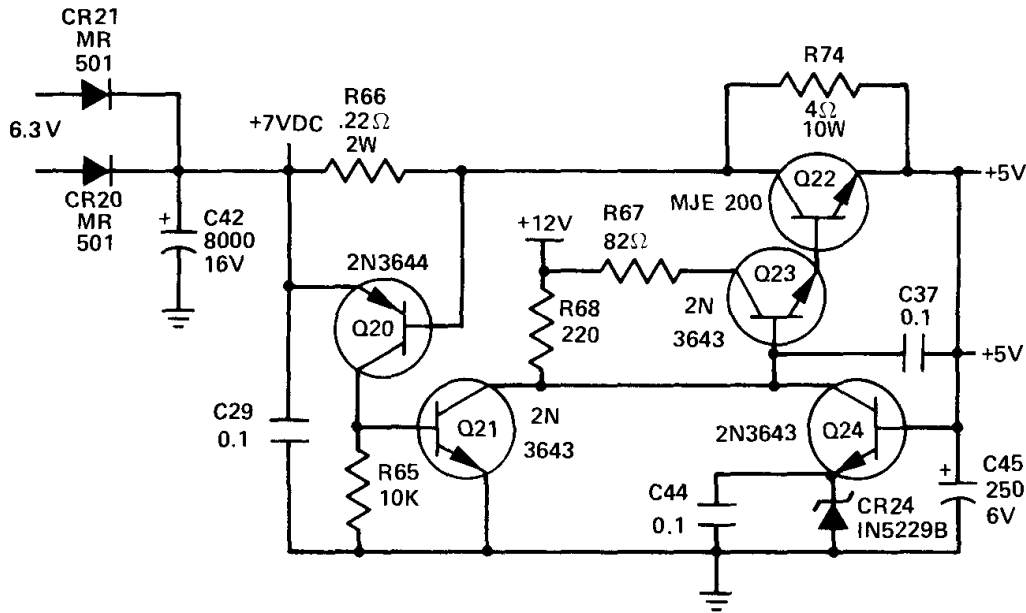 CR21
MR
501
6.3 V
CR20
MR
501
+
C42
8000
16V
+7VDC
R66
.22Ω
2W
R74
4Ω
10W
Q22
MJE 200
+5V
+12V
R67
82Ω
Q23
2N
3643
R68
220
C37
0.1
+5V
2N3644
Q20
C29
0.1
R65
10K
Q21
2N
3643
2N3643
Q24
C44
0.1
CR24
IN5229B
+
C45
250
6V